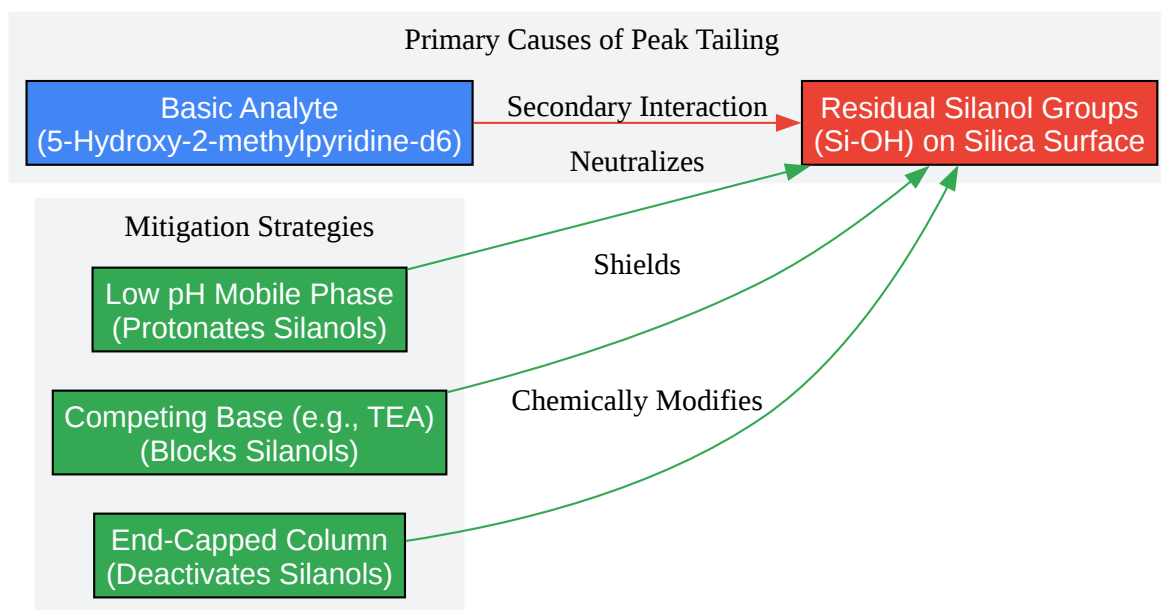 Primary Causes of Peak Tailing
Basic Analyte
(5-Hydroxy-2-methylpyridine-d6)
Secondary Interaction
Residual Silanol Groups
(Si-OH) on Silica Surface
Neutralizes
Mitigation Strategies
Shields
Low pH Mobile Phase
(Protonates Silanols)
Chemically Modifies
Competing Base (e.g., TEA)
(Blocks Silanols)
End-Capped Column
(Deactivates Silanols)